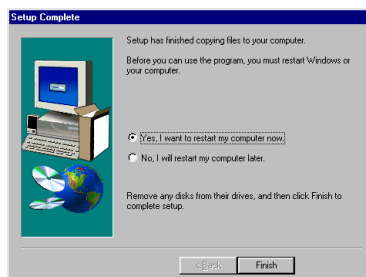 Setup Complete
Setup has finished copying files to your computer.
Before you can use the program, you must restart Windows or
your computer.
Yes, I want to restart my computer now.
No, I will restart my computer later.
Remove any disks from their drives, and then click Finish to
complete setup.
< Back
Finish